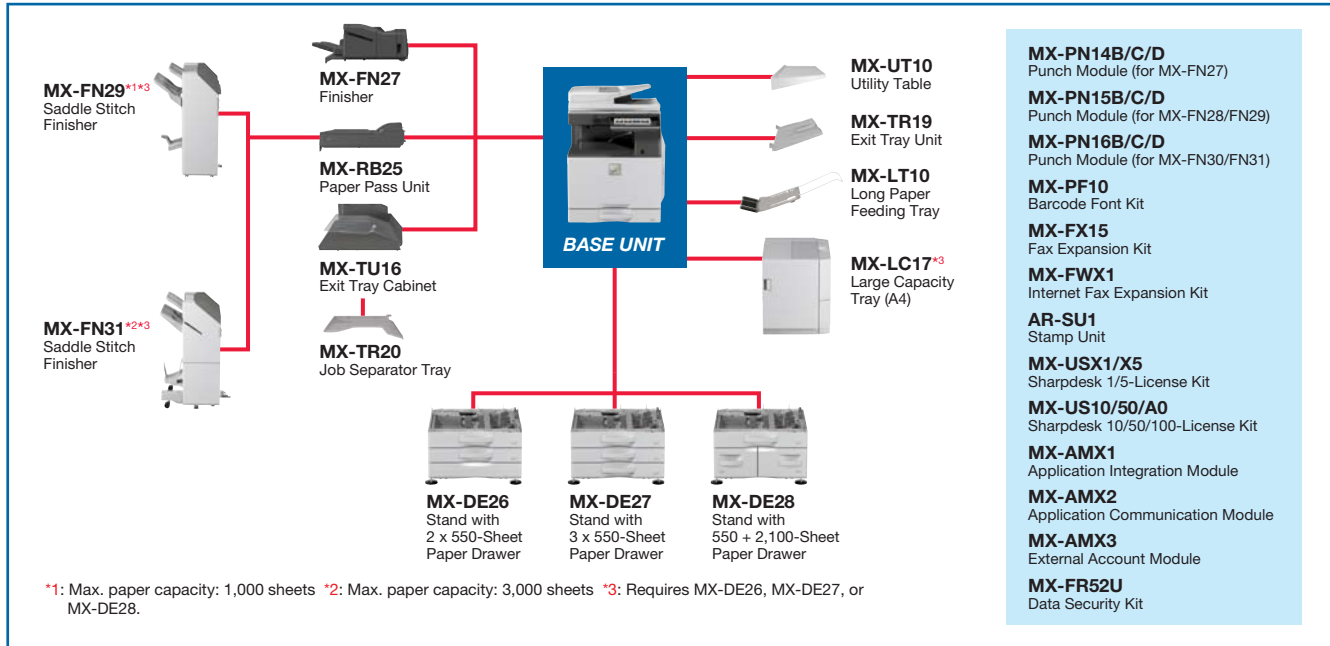 MX-FN29*1*3
Saddle Stitch
Finisher
MX-FN31*2*3
Saddle Stitch
Finisher
MX-FN27
Finisher
MX-RB25
Paper Pass Unit
MX-TU16
Exit Tray Cabinet
MX-TR20
Job Separator Tray
BASE UNIT
MX-UT10
Utility Table
MX-TR19
Exit Tray Unit
MX-LT10
Long Paper
Feeding Tray
MX-LC17*3
Large Capacity
Tray (A4)
MX-DE26
Stand with
2 x 550-Sheet
Paper Drawer
MX-DE27
Stand with
3 x 550-Sheet
Paper Drawer
MX-DE28
Stand with
550 + 2,100-Sheet
Paper Drawer
*1: Max. paper capacity: 1,000 sheets *2: Max. paper capacity: 3,000 sheets *3: Requires MX-DE26, MX-DE27, or
MX-DE28.
MX-PN14B/C/D
Punch Module (for MX-FN27)
MX-PN15B/C/D
Punch Module (for MX-FN28/FN29)
MX-PN16B/C/D
Punch Module (for MX-FN30/FN31)
MX-PF10
Barcode Font Kit
MX-FX15
Fax Expansion Kit
MX-FWX1
Internet Fax Expansion Kit
AR-SU1
Stamp Unit
MX-USX1/X5
Sharpdesk 1/5-License Kit
MX-US10/50/A0
Sharpdesk 10/50/100-License Kit
MX-AMX1
Application Integration Module
MX-AMX2
Application Communication Module
MX-AMX3
External Account Module
MX-FR52U
Data Security Kit